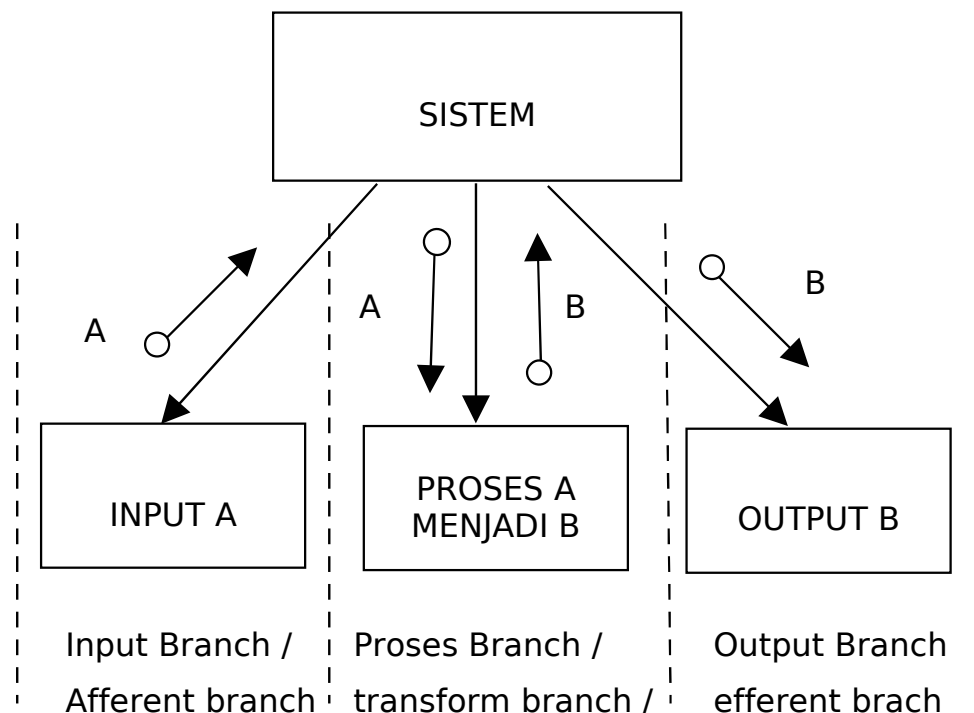 SISTEM
A
A
B
B
INPUT A
PROSES A
MENJADI B
OUTPUT B
Input Branch /
Afferent branch
Proses Branch /
transform branch /
Output Branch
efferent brach